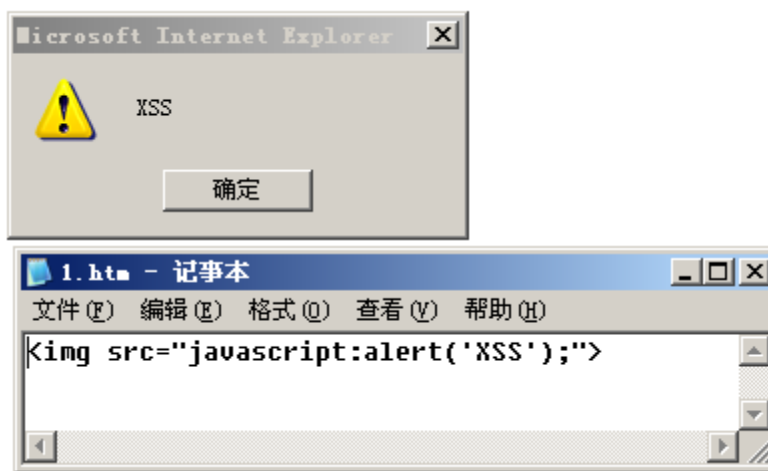 Microsoft Internet Explorer
XSS
确定
1.htm - 记事本
文件(F) 编辑(E) 格式(O) 查看(V) 帮助(H)
<img src="javascript:alert('XSS');">